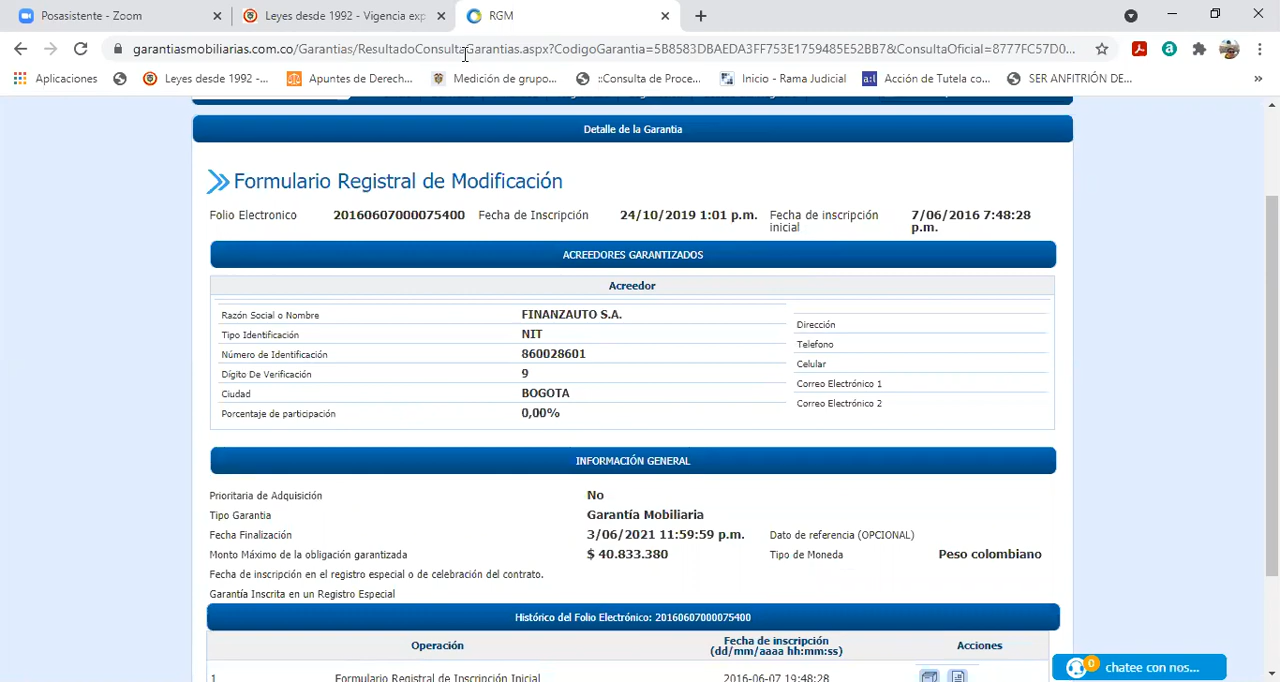 Posasistente - Zoom
Leyes desde 1992 - Vigencia exp
RGM
garantiasmobiliarias.com.co/Garantias/ResultadoConsultaGarantias.aspx?CodigoGarantia=5B8583DBAEDA3FF753E1759485E52BB7&ConsultaOficial=8777FC57D0...
Aplicaciones
Leyes desde 1992 -...
Apuntes de Derech...
Medición de grupo...
::Consulta de Proce...
Inicio - Rama Judicial
a:l
Acción de Tutela co...
SER ANFITRIÓN DE...
»
Detalle de la Garantia
Formulario Registral de Modificación
Folio Electronico 20160607000075400 Fecha de Inscripción 24/10/2019 1:01 p.m. Fecha de inscripción 7/06/2016 7:48:28
inicial p.m.
ACREEDORES GARANTIZADOS
Acreedor
Razón Social o Nombre FINANZAUTO S.A.
Tipo Identificación NIT
Número de Identificación 860028601
Dígito De Verificación 9
Ciudad BOGOTA
Porcentaje de participación 0,00%
Dirección
Telefono
Celular
Correo Electrónico 1
Correo Electrónico 2
INFORMACIÓN GENERAL
Prioritaria de Adquisición No
Tipo Garantia Garantía Mobiliaria
Fecha Finalización 3/06/2021 11:59:59 p.m. Dato de referencia (OPCIONAL)
Monto Máximo de la obligación garantizada $ 40.833.380 Tipo de Moneda Peso colombiano
Fecha de inscripción en el registro especial o de celebración del contrato.
Garantía Inscrita en un Registro Especial
Histórico del Folio Electrónico: 20160607000075400
Operación Fecha de inscripción (dd/mm/aaaa hh:mm:ss) Acciones
1 Formulario Registral de Inscripción Inicial 2016-06-07 19:48:28
0 chatee con nos...